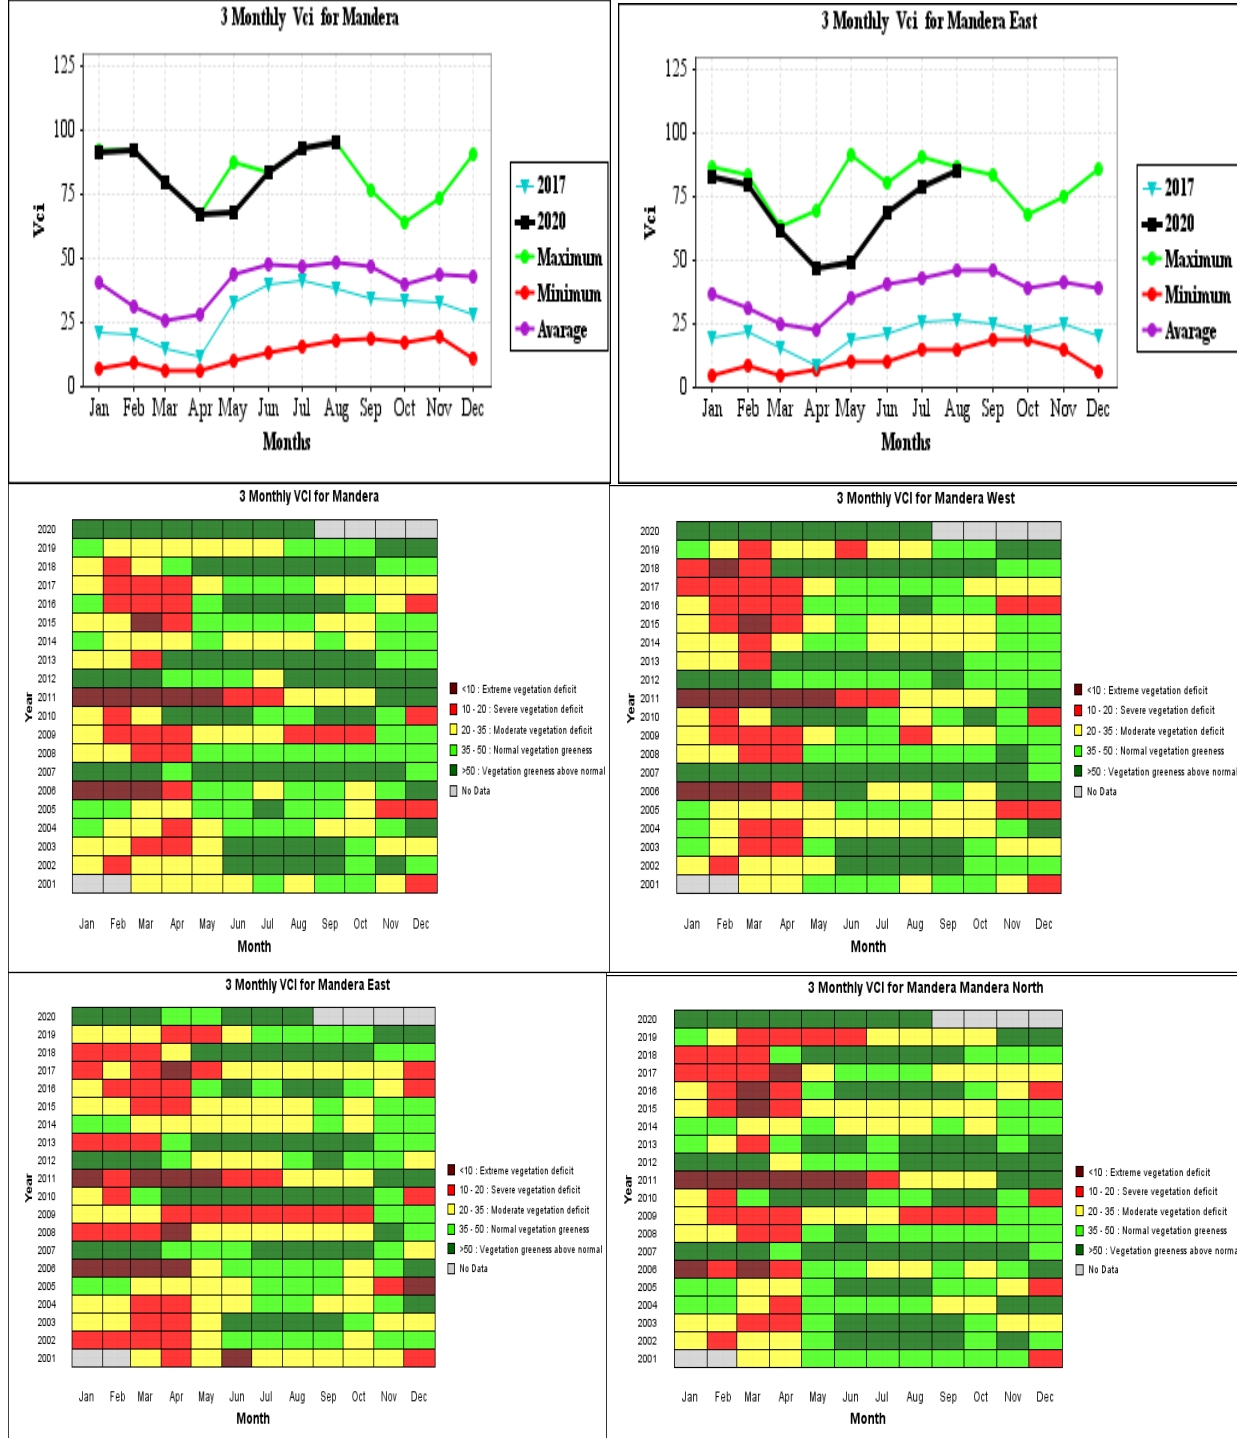 3 Monthly Vci for Mandera
125
100
75
50
25
0
Vci
Jan Feb Mar Apr May Jun Jul Aug Sep Oct Nov Dec
Months
2017
2020
Maximum
Minimum
Avarage
3 Monthly Vci for Mandera East
125
100
75
50
25
0
Vci
Jan Feb Mar Apr May Jun Jul Aug Sep Oct Nov Dec
Months
2017
2020
Maximum
Minimum
Avarage
3 Monthly VCI for Mandera
2020
2019
2018
2017
2016
2015
2014
2013
2012
2011
2010
2009
2008
2007
2006
2005
2004
2003
2002
2001
Year
Jan Feb Mar Apr May Jun Jul Aug Sep Oct Nov Dec
Month
<10 : Extreme vegetation deficit
10 - 20 : Severe vegetation deficit
20 - 35 : Moderate vegetation deficit
35 - 50 : Normal vegetation greeness
>50 : Vegetation greeness above normal
No Data
3 Monthly VCI for Mandera West
2020
2019
2018
2017
2016
2015
2014
2013
2012
2011
2010
2009
2008
2007
2006
2005
2004
2003
2002
2001
Year
Jan Feb Mar Apr May Jun Jul Aug Sep Oct Nov Dec
Month
<10 : Extreme vegetation deficit
10 - 20 : Severe vegetation deficit
20 - 35 : Moderate vegetation deficit
35 - 50 : Normal vegetation greeness
>50 : Vegetation greeness above normal
No Data
3 Monthly VCI for Mandera East
2020
2019
2018
2017
2016
2015
2014
2013
2012
2011
2010
2009
2008
2007
2006
2005
2004
2003
2002
2001
Year
Jan Feb Mar Apr May Jun Jul Aug Sep Oct Nov Dec
Month
<10 : Extreme vegetation deficit
10 - 20 : Severe vegetation deficit
20 - 35 : Moderate vegetation deficit
35 - 50 : Normal vegetation greeness
>50 : Vegetation greeness above normal
No Data
3 Monthly VCI for Mandera Mandera North
2020
2019
2018
2017
2016
2015
2014
2013
2012
2011
2010
2009
2008
2007
2006
2005
2004
2003
2002
2001
Year
Jan Feb Mar Apr May Jun Jul Aug Sep Oct Nov Dec
Month
<10 : Extreme vegetation deficit
10 - 20 : Severe vegetation deficit
20 - 35 : Moderate vegetation deficit
35 - 50 : Normal vegetation greeness
>50 : Vegetation greeness above normal
No Data